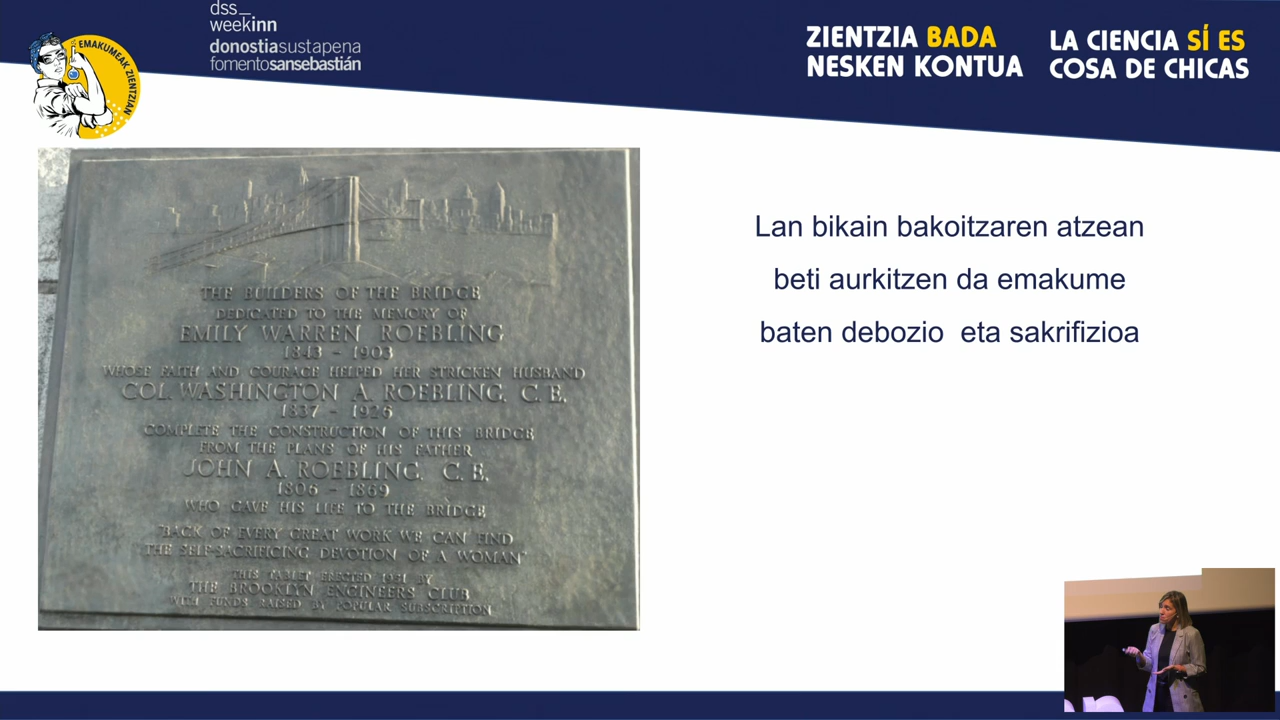 dss_
weekinn
donostiasustapena
fomentosansebastián
EMAKUMEAK ZIENTZIAN
ZIENTZIA BADA
NESKEN KONTUA
LA CIENCIA SÍ ES
COSA DE CHICAS
THE BUILDERS OF THE BRIDGE
DEDICATED TO THE MEMORY OF
EMILY WARREN ROEBLING
1843 - 1903
WHOSE FAITH AND COURAGE HELPED HER STRICKEN HUSBAND
COL. WASHINGTON A. ROEBLING, C. E.
1837 - 1926
COMPLETE THE CONSTRUCTION OF THIS BRIDGE
FROM THE PLANS OF HIS FATHER
JOHN A. ROEBLING, C. E.
1806 - 1869
WHO GAVE HIS LIFE TO THE BRIDGE
"BACK OF EVERY GREAT WORK WE CAN FIND
THE SELF-SACRIFICING DEVOTION OF A WOMAN"
THIS TABLET ERECTED 1951 BY
THE BROOKLYN ENGINEERS CLUB
WITH FUNDS RAISED BY POPULAR SUBSCRIPTION
Lan bikain bakoitzaren atzean
beti aurkitzen da emakume
baten debozio eta sakrifizioa